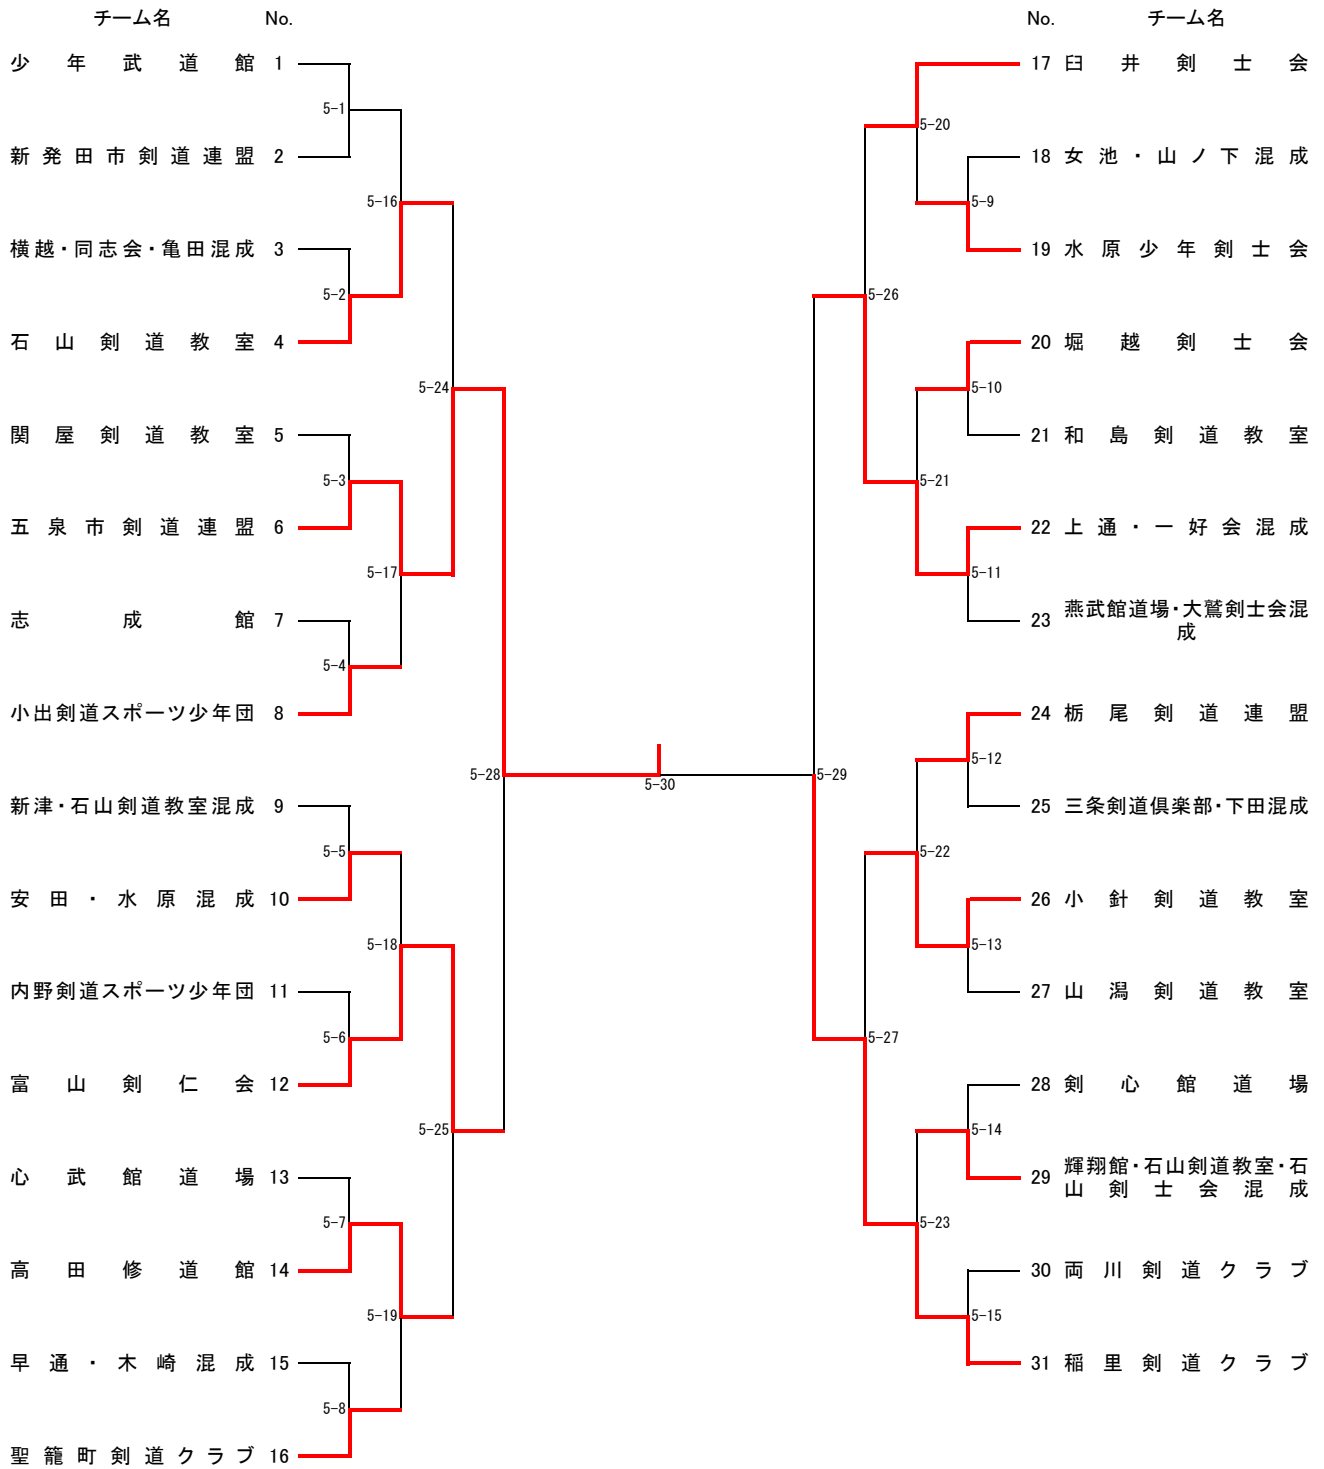 チーム名 No.
少年武道館 1
5-1
新発田市剣道連盟 2
5-16
横越・同志会・亀田混成 3
5-2
石山剣道教室 4
5-24
関屋剣道教室 5
5-3
五泉市剣道連盟 6
5-17
志成館 7
5-4
小出剣道スポーツ少年団 8
5-28
新津・石山剣道教室混成 9
5-5
安田・水原混成 10
5-18
内野剣道スポーツ少年団 11
5-6
富山剣仁会 12
5-25
心武館道場 13
5-7
高田修道館 14
5-19
早通・木崎混成 15
5-8
聖籠町剣道クラブ 16
5-30
No. チーム名
17 臼井剣士会
5-20
18 女池・山ノ下混成
5-9
19 水原少年剣士会
5-26
20 堀越剣士会
5-10
21 和島剣道教室
5-21
22 上通・一好会混成
5-11
23 燕武館道場・大鷲剣士会混
成
24 栃尾剣道連盟
5-12
5-29
25 三条剣道倶楽部・下田混成
5-22
26 小針剣道教室
5-13
27 山潟剣道教室
5-27
28 剣心館道場
5-14
29 輝翔館・石山剣道教室・石
山剣士会混成
5-23
30 両川剣道クラブ
5-15
31 稲里剣道クラブ